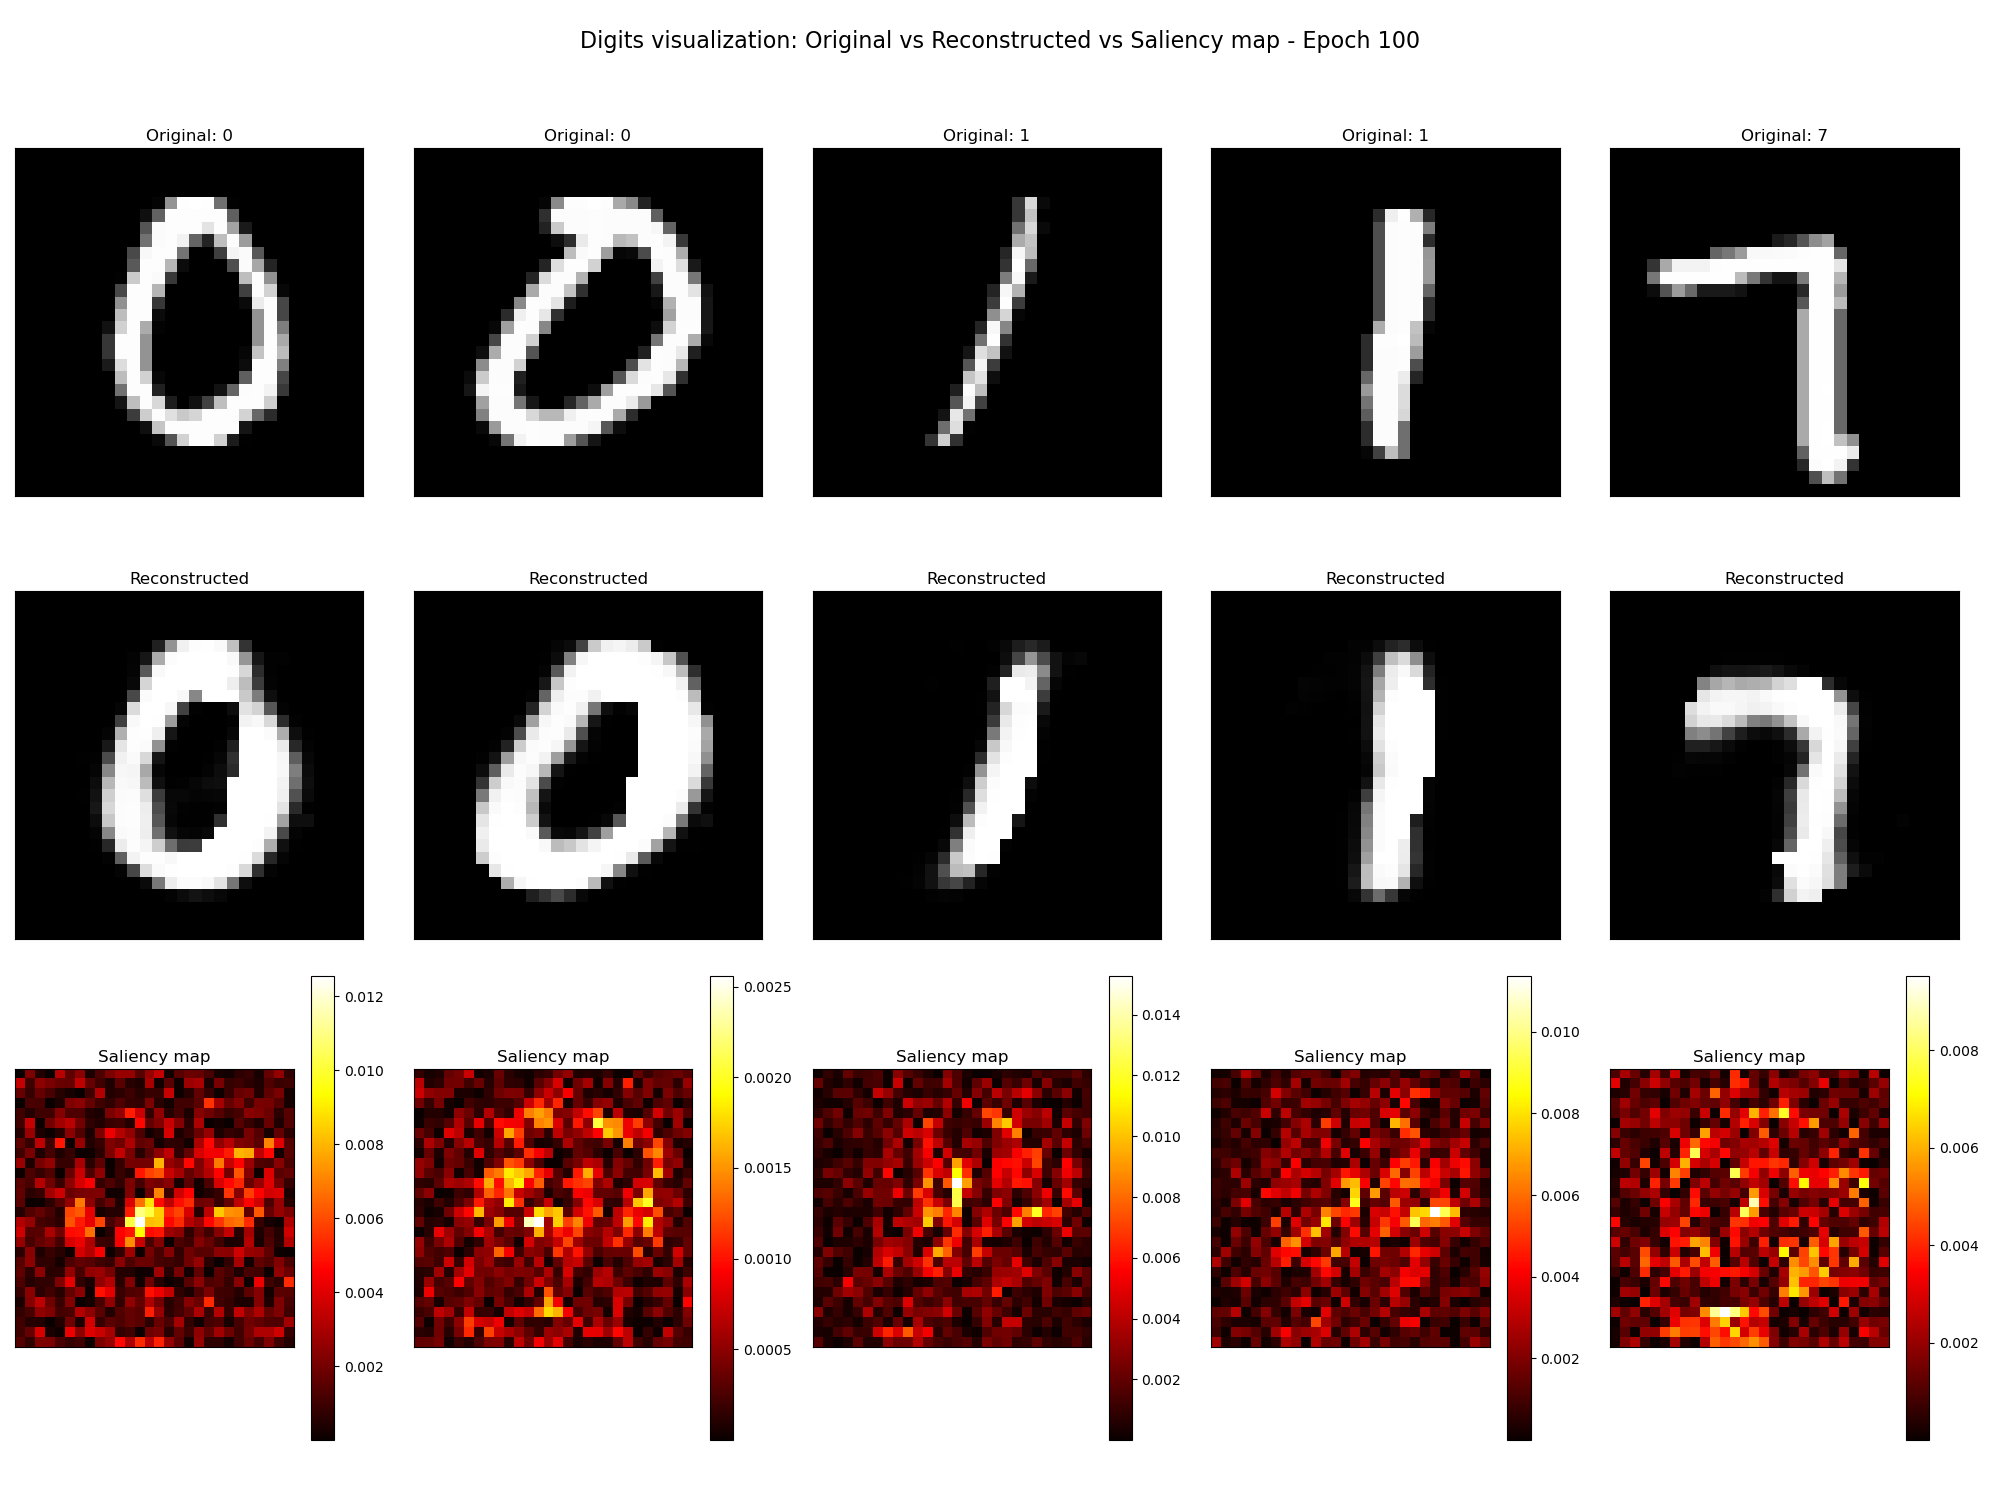 Digits visualization: Original vs Reconstructed vs Saliency map - Epoch 100
Original: 0
Original: 0
Original: 1
Original: 1
Original: 7
Reconstructed
Reconstructed
Reconstructed
Reconstructed
Reconstructed
Saliency map
0.012
0.010
0.008
0.006
0.004
0.002
Saliency map
0.0025
0.0020
0.0015
0.0010
0.0005
Saliency map
0.014
0.012
0.010
0.008
0.006
0.004
0.002
Saliency map
0.010
0.008
0.006
0.004
0.002
Saliency map
0.008
0.006
0.004
0.002